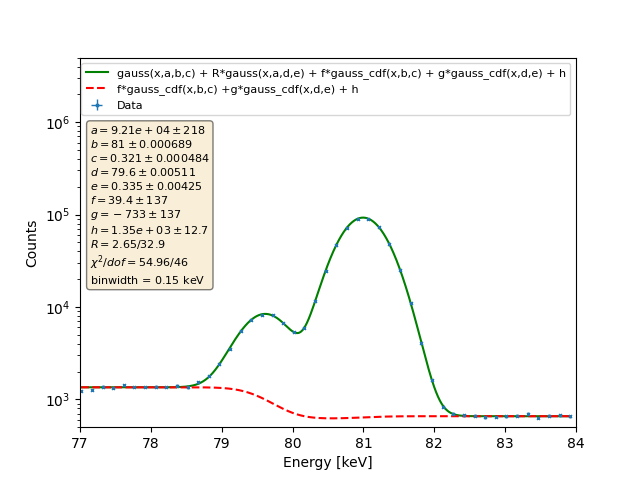 gauss(x,a,b,c) + R*gauss(x,a,d,e) + f*gauss_cdf(x,b,c) + g*gauss_cdf(x,d,e) + h
f*gauss_cdf(x,b,c) +g*gauss_cdf(x,d,e) + h
Data
a = 9.21e + 04 ± 218
b = 81 ± 0.000689
c = 0.321 ± 0.000484
d = 79.6 ± 0.00511
e = 0.335 ± 0.00425
f = 39.4 ± 137
g = − 733 ± 137
h = 1.35e + 03 ± 12.7
R = 2.65/32.9
χ²/dof = 54.96/46
binwidth = 0.15 keV
10⁶
10⁵
10⁴
10³
Counts
77 78 79 80 81 82 83 84
Energy [keV]